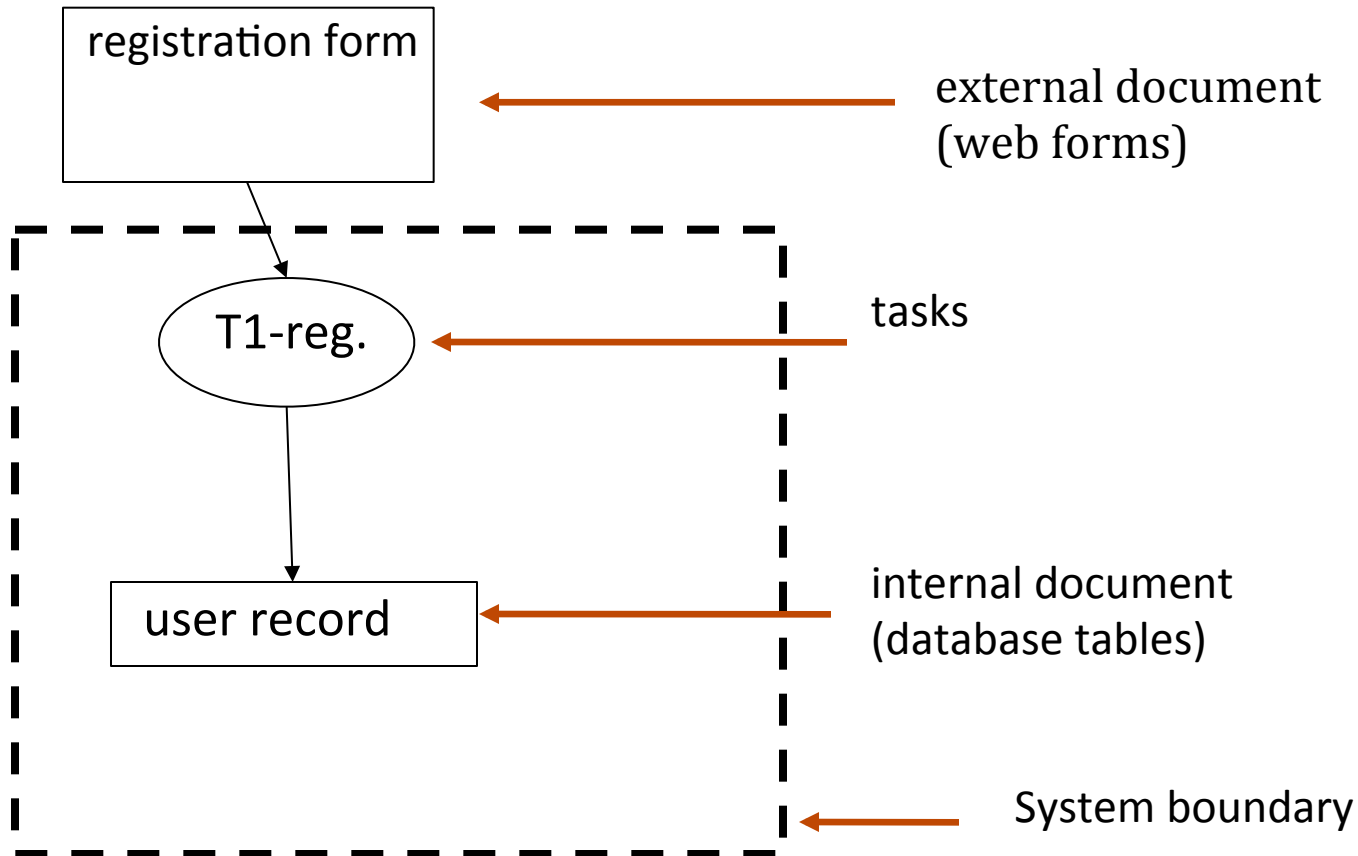 registration form
external document
(web forms)
T1-reg.
tasks
user record
internal document
(database tables)
System boundary